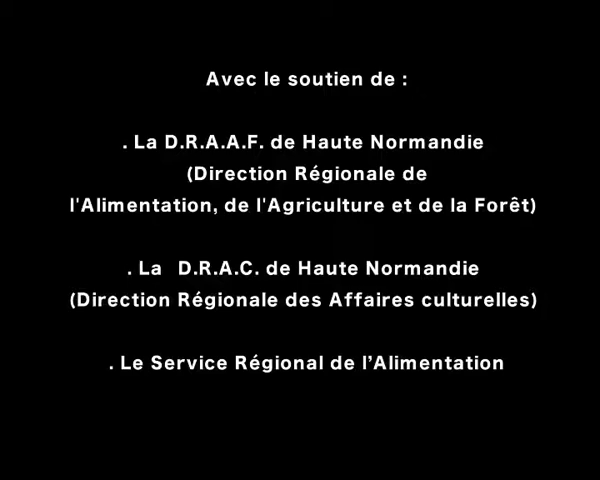 Avec le soutien de :
. La D.R.A.A.F. de Haute Normandie
(Direction Régionale de
l'Alimentation, de l'Agriculture et de la Forêt)
. La D.R.A.C. de Haute Normandie
(Direction Régionale des Affaires culturelles)
. Le Service Régional de l’Alimentation